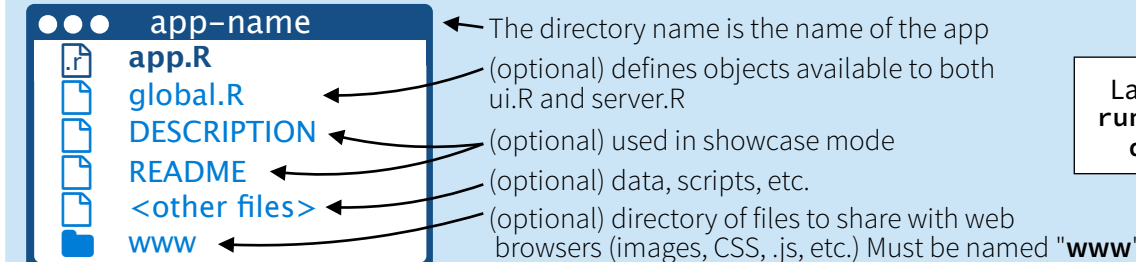 app-name
.r
app.R
global.R
DESCRIPTION
README
<other files>
www
The directory name is the name of the app
(optional) defines objects available to both
ui.R and server.R
(optional) used in showcase mode
(optional) data, scripts, etc.
(optional) directory of files to share with web
browsers (images, CSS, .js, etc.) Must be named "www"